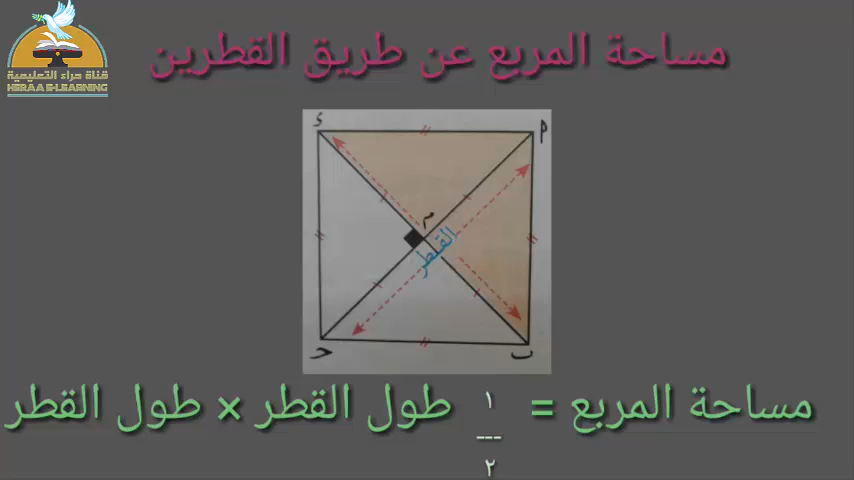 قناة حراء التعليمية
HERAA E-LEARNING
مساحة المربع عن طريق القطرين
د
م
القطر
ح
ب
مساحة المربع = ١/٢ طول القطر × طول القطر